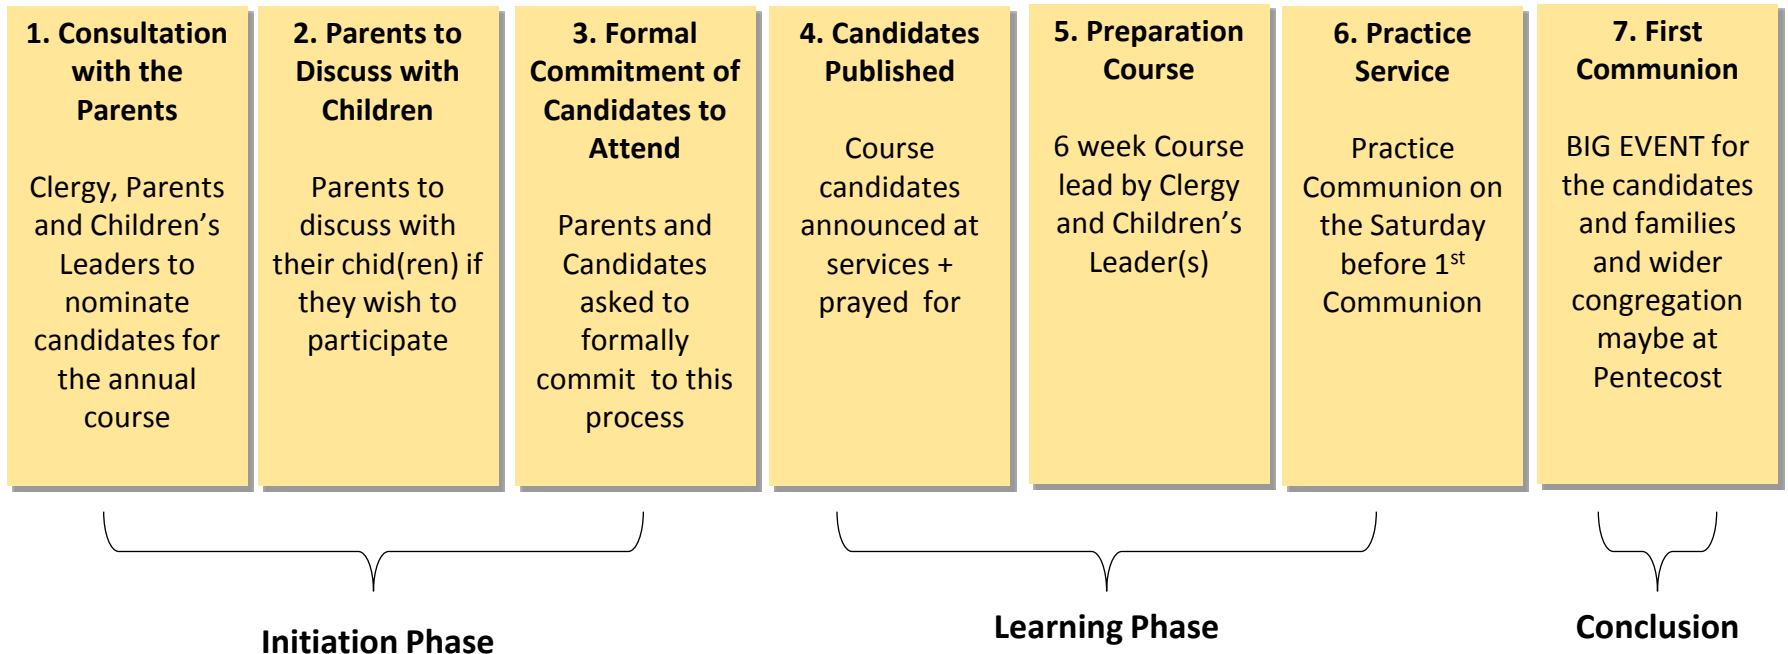 1. Consultation
with the
Parents
Clergy, Parents
and Children's
Leaders to
nominate
candidates for
the annual
course
2. Parents to
Discuss with
Children
Parents to
discuss with
their chid(ren) if
they wish to
participate
3. Formal
Commitment of
Candidates to
Attend
Parents and
Candidates
asked to
formally
commit to this
process
4. Candidates
Published
Course
candidates
announced at
services +
prayed for
5. Preparation
Course
6 week Course
lead by Clergy
and Children's
Leader(s)
6. Practice
Service
Practice
Communion on
the Saturday
before 1st
Communion
7. First
Communion
BIG EVENT for
the candidates
and families
and wider
congregation
maybe at
Pentecost
Initiation Phase
Learning Phase
Conclusion